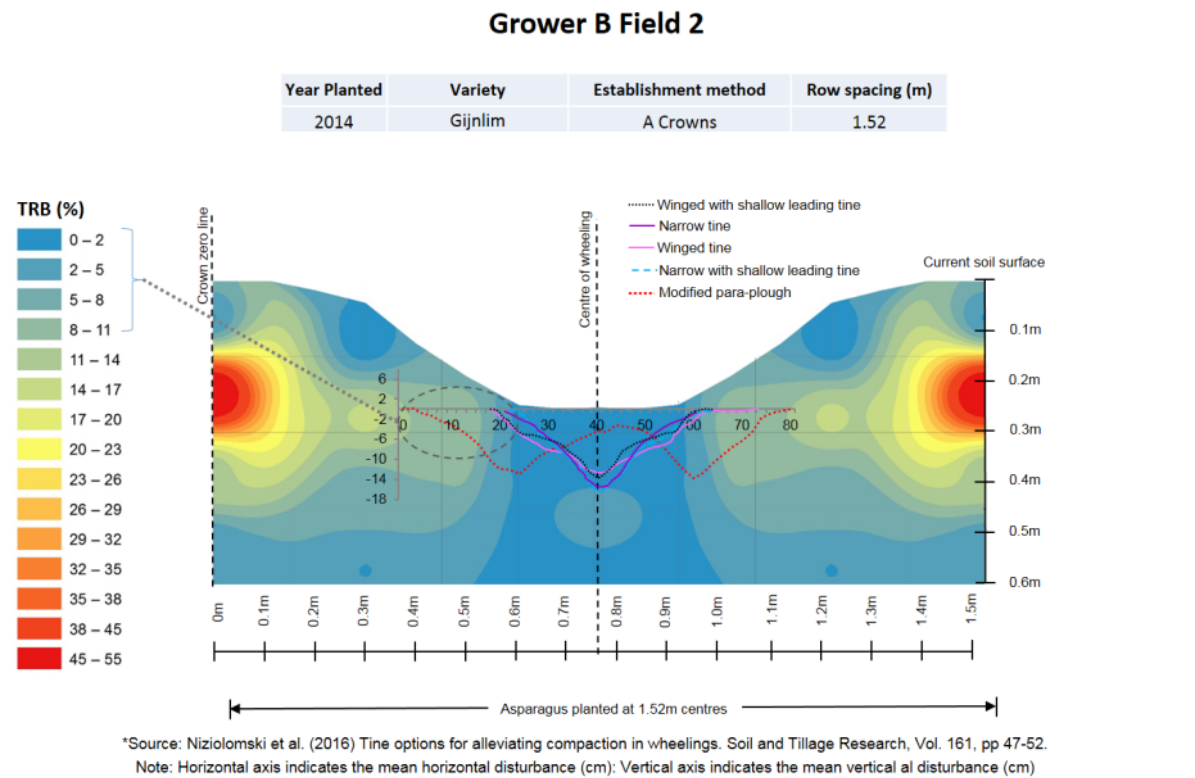 Grower B Field 2
Year Planted Variety Establishment method Row spacing (m)
2014 Gijnlim A Crowns 1.52
TRB (%)
0 – 2
2 – 5
5 – 8
8 – 11
11 – 14
14 – 17
17 – 20
20 – 23
23 – 26
26 – 29
29 – 32
32 – 35
35 – 38
38 – 45
45 – 55
Crown zero line
Centre of wheeling
Winged with shallow leading tine
Narrow tine
Winged tine
Narrow with shallow leading tine
Modified para-plough
Current soil surface
0.1m
0.2m
0.3m
0.4m
0.5m
0.6m
6
2
-2
-6
-10
-14
-18
0 10 20 30 40 50 60 70 80
0m 0.1m 0.2m 0.3m 0.4m 0.5m 0.6m 0.7m 0.8m 0.9m 1.0m 1.1m 1.2m 1.3m 1.4m 1.5m
Asparagus planted at 1.52m centres
*Source: Niziolomski et al. (2016) Tine options for alleviating compaction in wheelings. Soil and Tillage Research, Vol. 161, pp 47-52.
Note: Horizontal axis indicates the mean horizontal disturbance (cm): Vertical axis indicates the mean vertical al disturbance (cm)